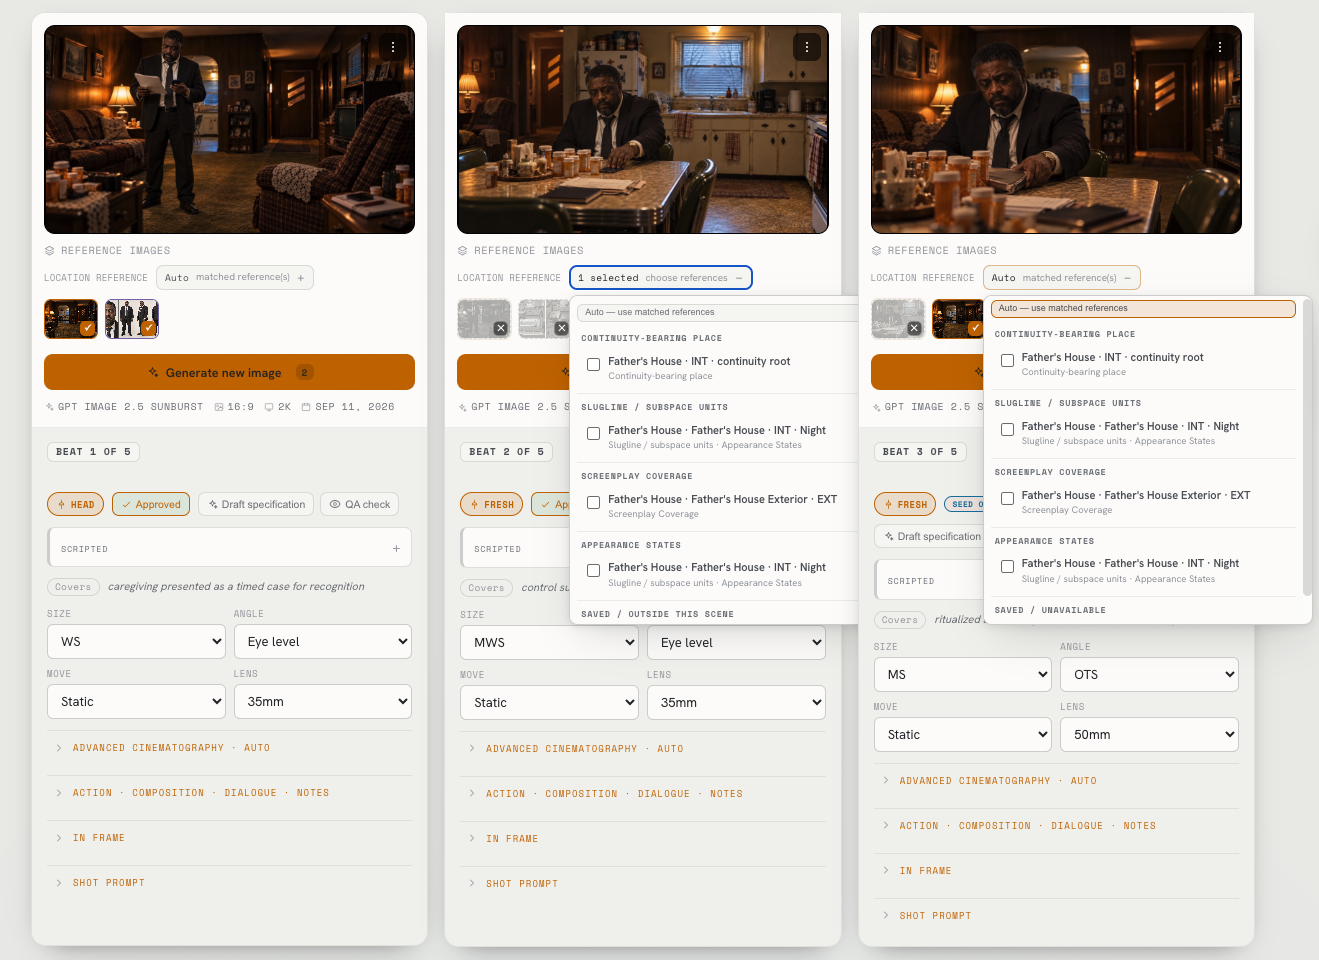 REFERENCE IMAGES
LOCATION REFERENCE Auto matched reference(s) +
Generate new image 2
GPT IMAGE 2.5 SUNBURST 16:9 2K SEP 11, 2026
BEAT 1 OF 5
HEAD Approved Draft specification QA check
SCRIPTED +
Covers caregiving presented as a timed case for recognition
SIZE ANGLE
WS Eye level
MOVE LENS
Static 35mm
ADVANCED CINEMATOGRAPHY · AUTO
ACTION · COMPOSITION · DIALOGUE · NOTES
IN FRAME
SHOT PROMPT
REFERENCE IMAGES
LOCATION REFERENCE 1 selected choose references −
Auto — use matched references
CONTINUITY-BEARING PLACE
Father's House · INT · continuity root
Continuity-bearing place
SLUGLINE / SUBSPACE UNITS
Father's House · Father's House · INT · Night
Slugline / subspace units · Appearance States
SCREENPLAY COVERAGE
Father's House · Father's House Exterior · EXT
Screenplay Coverage
APPEARANCE STATES
Father's House · Father's House · INT · Night
Slugline / subspace units · Appearance States
SAVED / OUTSIDE THIS SCENE
GPT IMAGE 2.5 S
BEAT 2 OF 5
FRESH Ap
SCRIPTED
Covers control su
SIZE
MWS Eye level
MOVE LENS
Static 35mm
ADVANCED CINEMATOGRAPHY · AUTO
ACTION · COMPOSITION · DIALOGUE · NOTES
IN FRAME
SHOT PROMPT
REFERENCE IMAGES
LOCATION REFERENCE Auto matched reference(s) −
Auto — use matched references
CONTINUITY-BEARING PLACE
Father's House · INT · continuity root
Continuity-bearing place
SLUGLINE / SUBSPACE UNITS
Father's House · Father's House · INT · Night
Slugline / subspace units · Appearance States
SCREENPLAY COVERAGE
Father's House · Father's House Exterior · EXT
Screenplay Coverage
APPEARANCE STATES
Father's House · Father's House · INT · Night
Slugline / subspace units · Appearance States
SAVED / UNAVAILABLE
GPT IMAGE 2.5 S
BEAT 3 OF 5
FRESH SEED O
Draft specification
SCRIPTED
Covers ritualized
SIZE ANGLE
MS OTS
MOVE LENS
Static 50mm
ADVANCED CINEMATOGRAPHY · AUTO
ACTION · COMPOSITION · DIALOGUE · NOTES
IN FRAME
SHOT PROMPT